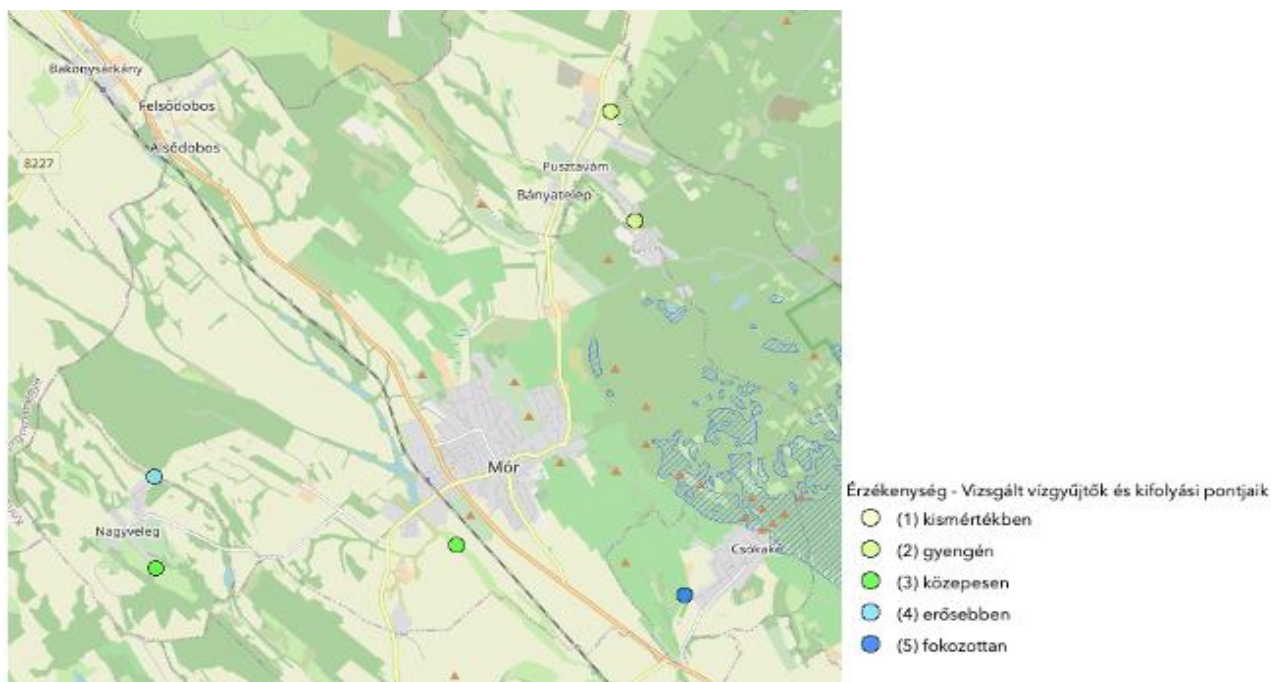 Bakonysárkány
Felsődobos
Alsódobos
8227
Pusztavám
Bányatelep
Mór
Nagyveleg
Csókakő
Érzékenység - Vizsgált vízgyűjtők és kifolyási pontjaik
(1) kismértékben
(2) gyengén
(3) közepesen
(4) erősebben
(5) fokozottan